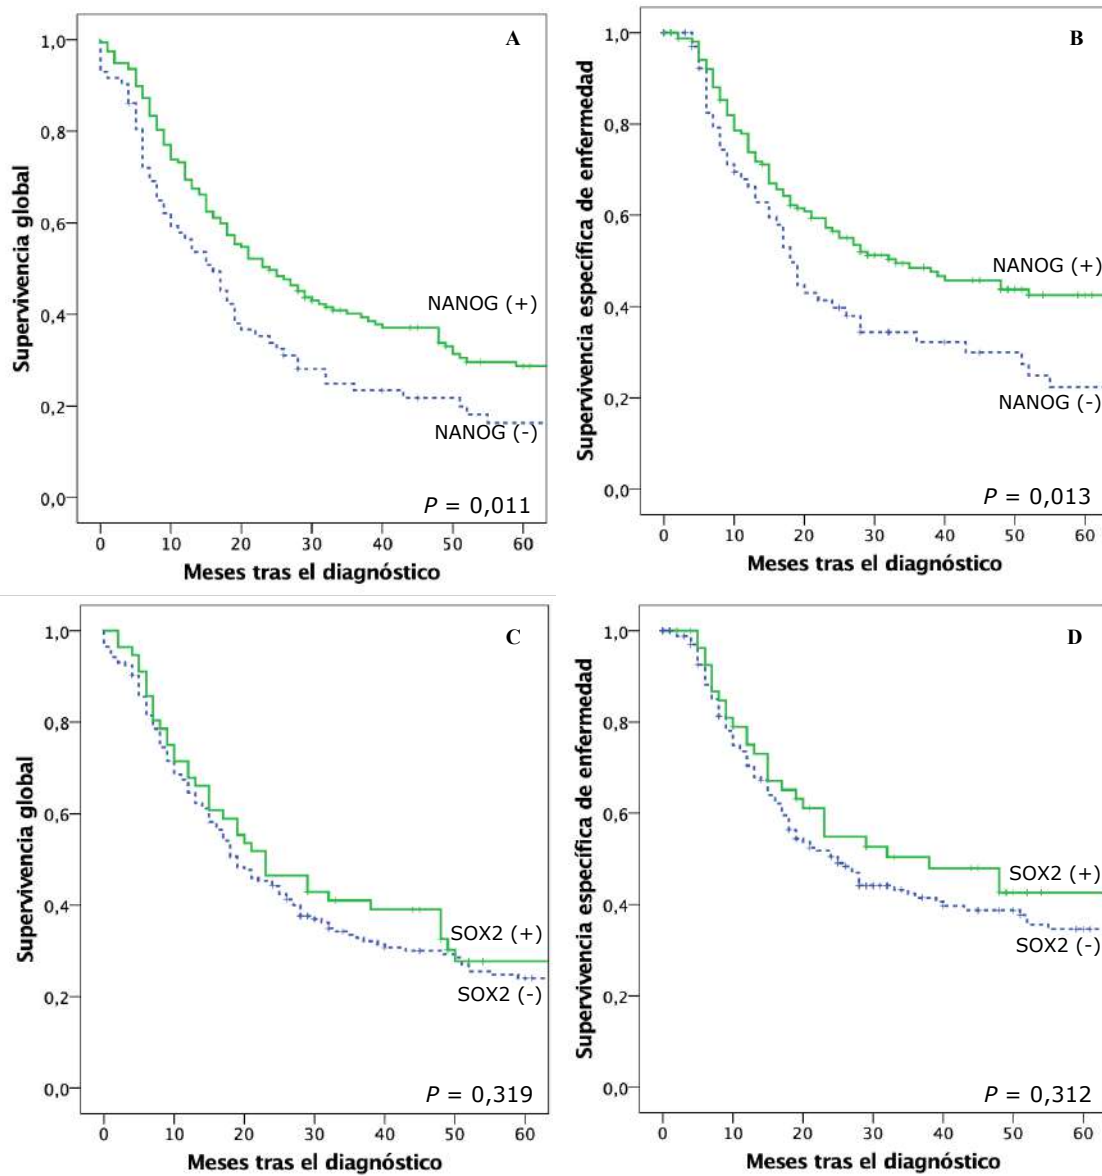 A
Supervivencia global
1,0
0,8
0,6
0,4
0,2
0,0
NANOG (+)
NANOG (-)
P = 0,011
0 10 20 30 40 50 60
Meses tras el diagnóstico
B
Supervivencia específica de enfermedad
1,0
0,8
0,6
0,4
0,2
0,0
NANOG (+)
NANOG (-)
P = 0,013
0 10 20 30 40 50 60
Meses tras el diagnóstico
C
Supervivencia global
1,0
0,8
0,6
0,4
0,2
0,0
SOX2 (+)
SOX2 (-)
P = 0,319
0 10 20 30 40 50 60
Meses tras el diagnóstico
D
Supervivencia específica de enfermedad
1,0
0,8
0,6
0,4
0,2
0,0
SOX2 (+)
SOX2 (-)
P = 0,312
0 10 20 30 40 50 60
Meses tras el diagnóstico